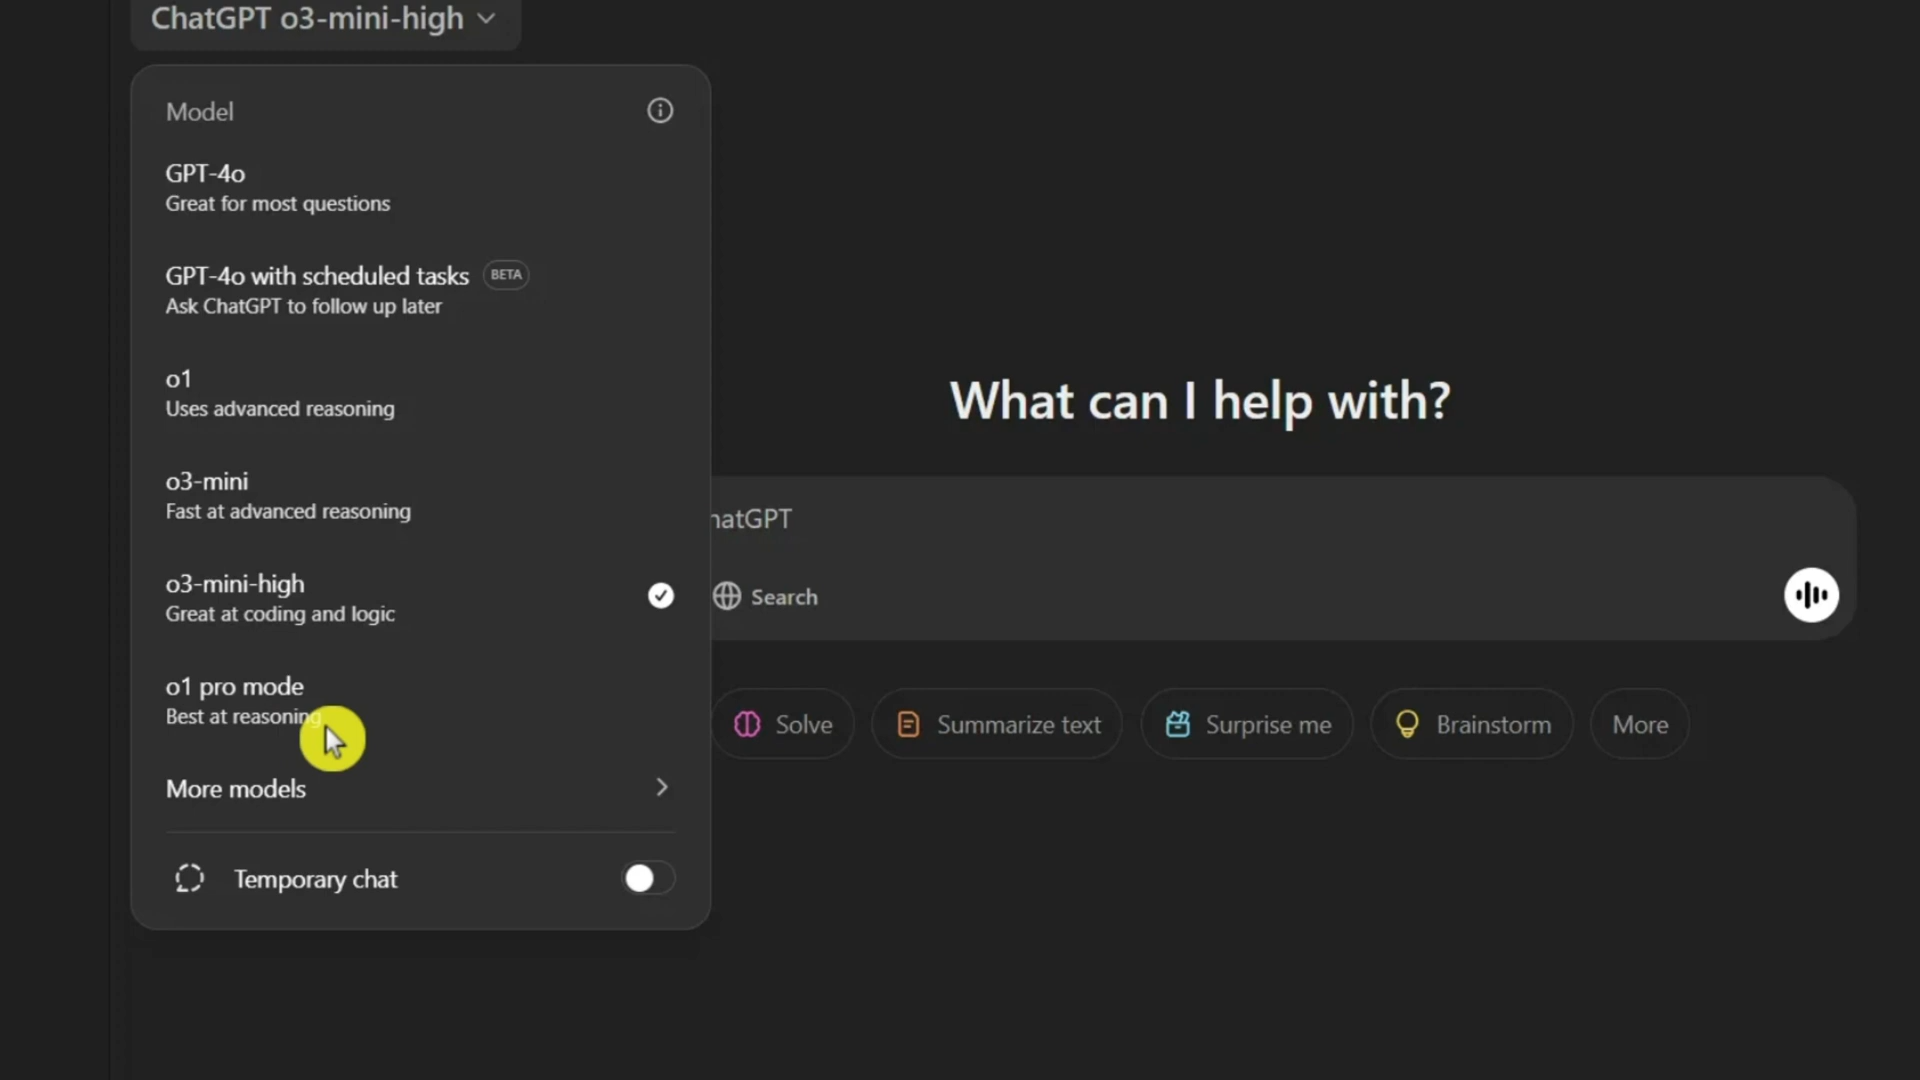 ChatGPT o3-mini-high
Model
GPT-4o
Great for most questions
GPT-4o with scheduled tasks BETA
Ask ChatGPT to follow up later
o1
Uses advanced reasoning
o3-mini
Fast at advanced reasoning
o3-mini-high
Great at coding and logic
o1 pro mode
Best at reasoning
More models
Temporary chat
What can I help with?
hatGPT
Search
Solve
Summarize text
Surprise me
Brainstorm
More